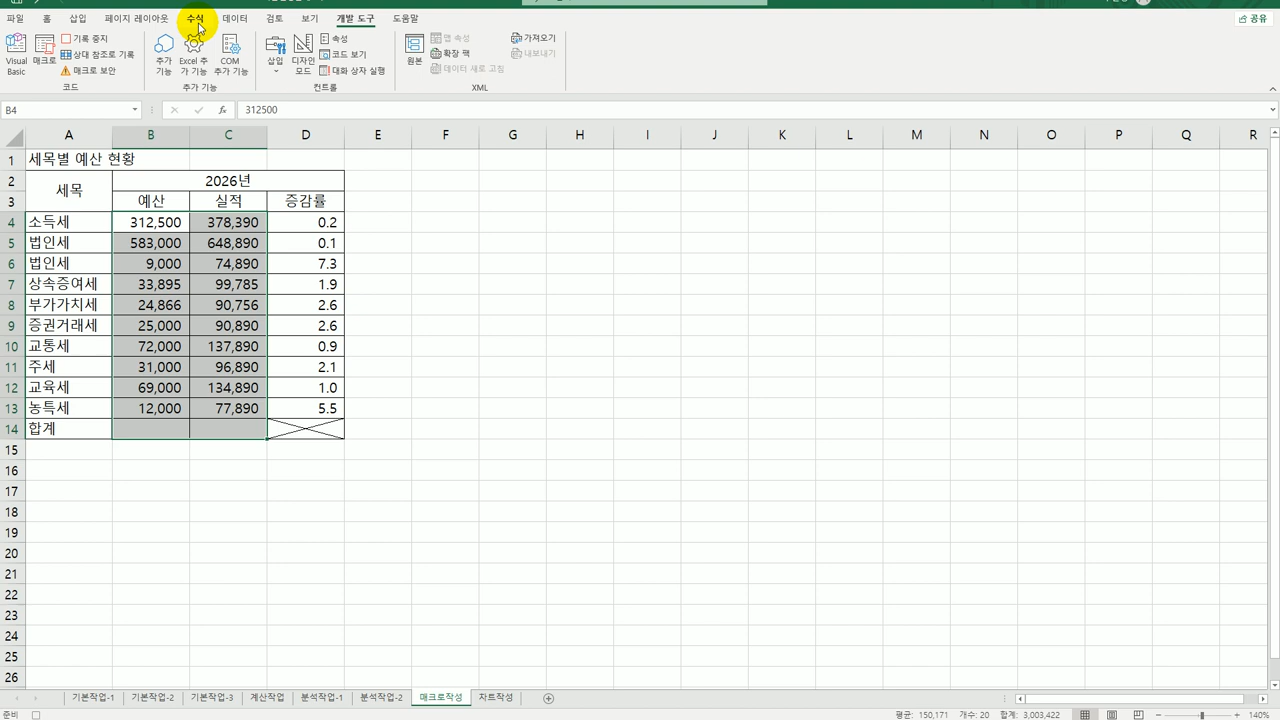 파일 홈 삽입 페이지 레이아웃 수식 데이터 검토 보기 개발 도구 도움말 공유
Visual Basic
매크로
기록 중지
상대 참조로 기록
매크로 보안
코드
추가 기능
Excel 추가 기능
COM 추가 기능
추가 기능
삽입
디자인 모드
속성
코드 보기
대화 상자 실행
컨트롤
원본
맵 속성
확장 팩
데이터 새로 고침
가져오기
내보내기
XML
B4 fx 312500
A B C D E F G H I J K L M N O P Q R
1 세목별 예산 현황
2 세목 2026년
3 예산 실적 증감률
4 소득세 312,500 378,390 0.2
5 법인세 583,000 648,890 0.1
6 법인세 9,000 74,890 7.3
7 상속증여세 33,895 99,785 1.9
8 부가가치세 24,866 90,756 2.6
9 증권거래세 25,000 90,890 2.6
10 교통세 72,000 137,890 0.9
11 주세 31,000 96,890 2.1
12 교육세 69,000 134,890 1.0
13 농특세 12,000 77,890 5.5
14 합계
15
16
17
18
19
20
21
22
23
24
25
26
기본작업-1 기본작업-2 기본작업-3 계산작업 분석작업-1 분석작업-2 매크로작성 차트작성
준비 평균: 150,171 개수: 20 합계: 3,003,422 140%